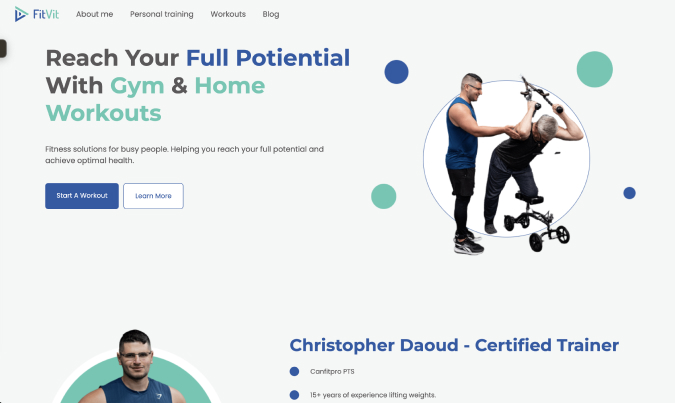 FitVit
About me
Personal training
Workouts
Blog
Reach Your Full Potiential
With Gym & Home
Workouts
Fitness solutions for busy people. Helping you reach your full potential and
achieve optimal health.
Start A Workout
Learn More
Christopher Daoud - Certified Trainer
Canfitpro PTS
15+ years of experience lifting weights.